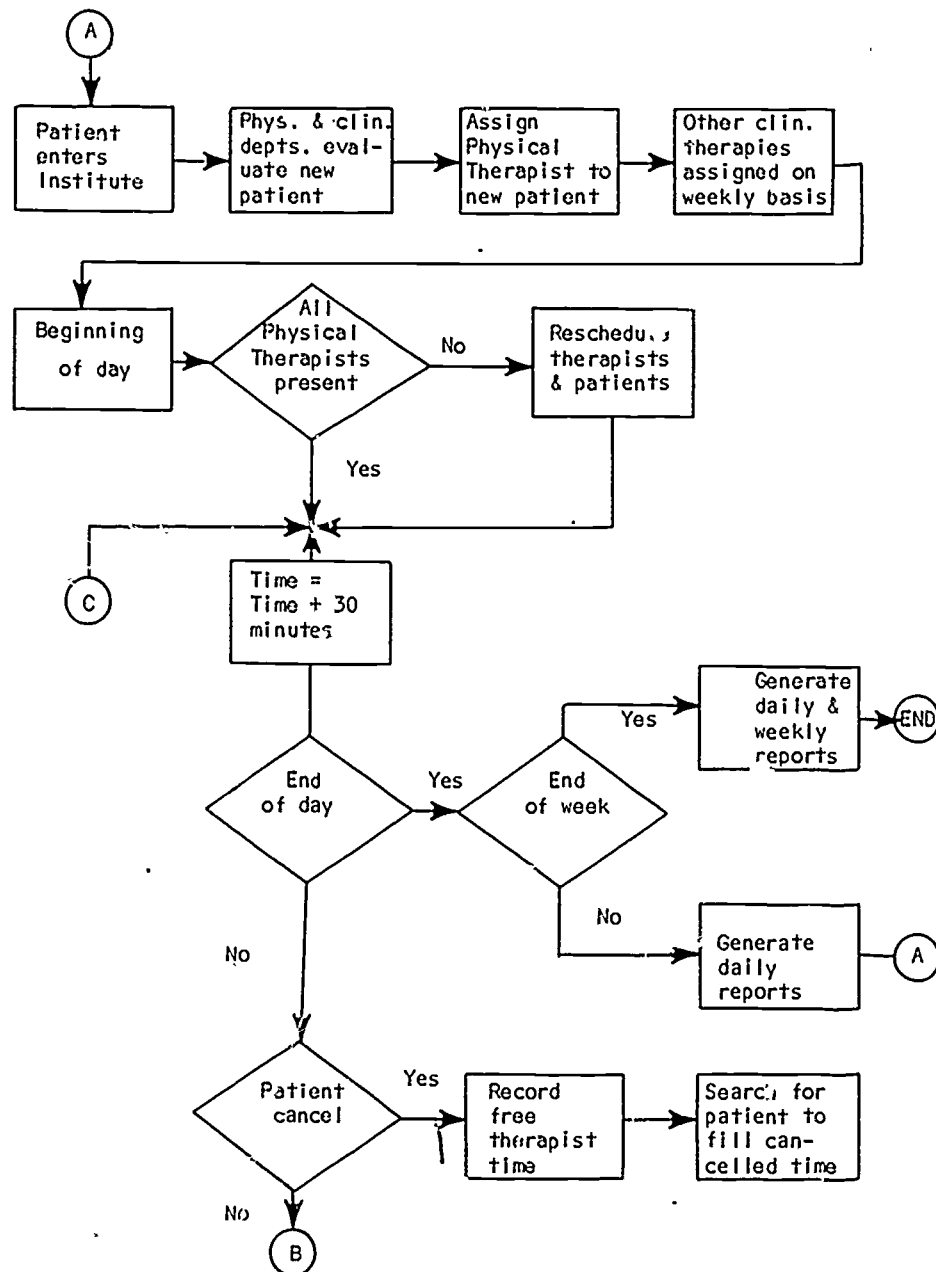 A
Patient
enters
Institute
Phys. & clin.
depts. eval-
uate new
patient
Assign
Physical
Therapist to
new patient
Other clin.
therapies
assigned on
weekly basis
Beginning
of day
All
Physical
Therapists
present
No
therapists
& patients
Yes
C
Time =
Time + 30
minutes
End
of day
Yes
End
of week
Yes
Generate
daily &
weekly
reports
END
No
Generate
daily
reports
A
No
Patient
cancel
Yes
Record
free
therapist
time
Search for
patient to
fill can-
celled time
No
B